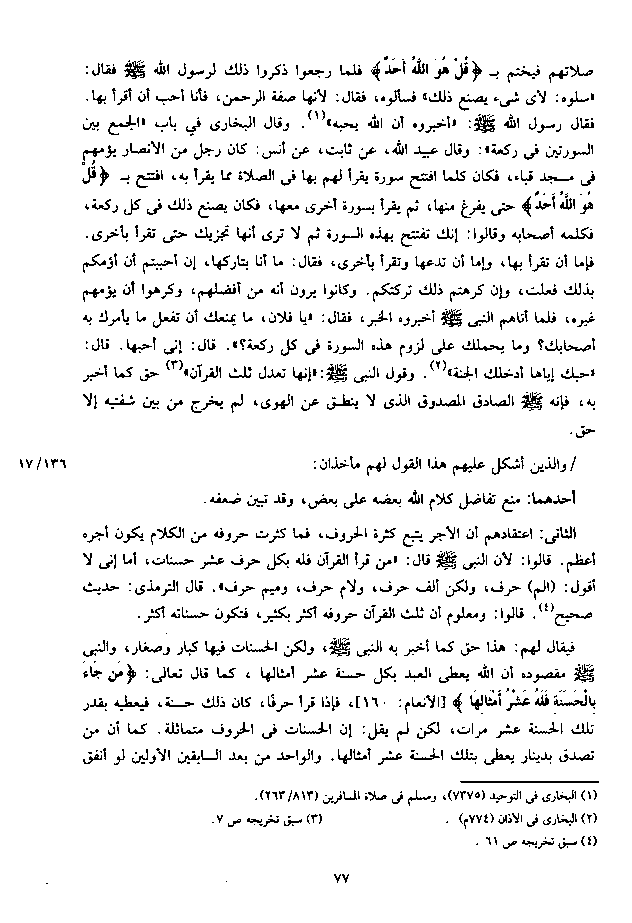 صلاتهم فيختم بـ ﴿قُلْ هُوَ اللَّهُ أَحَدٌ﴾ فلما رجعوا ذكروا ذلك لرسول الله ﷺ فقال:
«سلوه: لأى شىء يصنع ذلك» فسألوه، فقال: لأنها صفة الرحمن، فأنا أحب أن أقرأ بها.
فقال رسول الله ﷺ: «أخبروه أن الله يحبه»(١). وقال البخارى فى باب «الجمع بين
السورتين فى ركعة»: وقال عبيد الله، عن ثابت، عن أنس: كان رجل من الأنصار يؤمهم
فى مسجد قباء، فكان كلما افتتح سورة يقرأ لهم بها فى الصلاة مما يقرأ به، افتتح بـ ﴿قُلْ
هُوَ اللَّهُ أَحَدٌ﴾ حتى يفرغ منها، ثم يقرأ بسورة أخرى معها، فكان يصنع ذلك فى كل ركعة،
فكلمه أصحابه وقالوا: إنك تفتتح بهذه السورة ثم لا ترى أنها تجزيك حتى تقرأ بأخرى.
فإما أن تقرأ بها، وإما أن تدعها وتقرأ بأخرى، فقال: ما أنا بتاركها، إن أحببتم أن أؤمكم
بذلك فعلت، وإن كرهتم ذلك تركتكم. وكانوا يرون أنه من أفضلهم، وكرهوا أن يؤمهم
غيره، فلما أتاهم النبى ﷺ أخبروه الخبر، فقال: «يا فلان، ما يمنعك أن تفعل ما يأمرك به
أصحابك؟ وما يحملك على لزوم هذه السورة فى كل ركعة؟». قال: إنى أحبها. قال:
«حبك إياها أدخلك الجنة»(٢). وقول النبى ﷺ:«إنها تعدل ثلث القرآن»(٣) حق كما أخبر
به، فإنه ﷺ الصادق المصدوق الذى لا ينطق عن الهوى، لم يخرج من بين شفتيه إلا
حق.
/ والذين أشكل عليهم هذا القول لهم مأخذان: ١٧/١٣٦
أحدهما: منع تفاضل كلام الله بعضه على بعض، وقد تبين ضعفه.
الثانى: اعتقادهم أن الأجر يتبع كثرة الحروف، فما كثرت حروفه من الكلام يكون أجره
أعظم. قالوا: لأن النبى ﷺ قال: «من قرأ القرآن فله بكل حرف عشر حسنات، أما إنى لا
أقول: (الم) حرف، ولكن ألف حرف، ولام حرف، وميم حرف». قال الترمذى: حديث
صحيح(٤). قالوا: ومعلوم أن ثلث القرآن حروفه أكثر بكثير، فتكون حسناته أكثر.
فيقال لهم: هذا حق كما أخبر به النبى ﷺ، ولكن الحسنات فيها كبار وصغار، والنبى
ﷺ مقصوده أن الله يعطى العبد بكل حسنة عشر أمثالها ، كما قال تعالى: ﴿مَن جَاءَ
بِالْحَسَنَةِ فَلَهُ عَشْرُ أَمْثَالِهَا ﴾ [الأنعام: ١٦٠]، فإذا قرأ حرفًا، كان ذلك حسنة، فيعطيه بقدر
تلك الحسنة عشر مرات، لكن لم يقل: إن الحسنات فى الحروف متماثلة. كما أن من
تصدق بدينار يعطى بتلك الحسنة عشر أمثالها. والواحد من بعد السابقين الأولين لو أنفق
(١) البخارى فى التوحيد (٧٣٧٥)، ومسلم فى صلاة المسافرين (٢٦٣/٨١٣).
(٢) البخارى فى الأذان (٧٧٤م) . (٣) سبق تخريجه ص ٧.
(٤) سبق تخريجه ص ٦١ .
٧٧